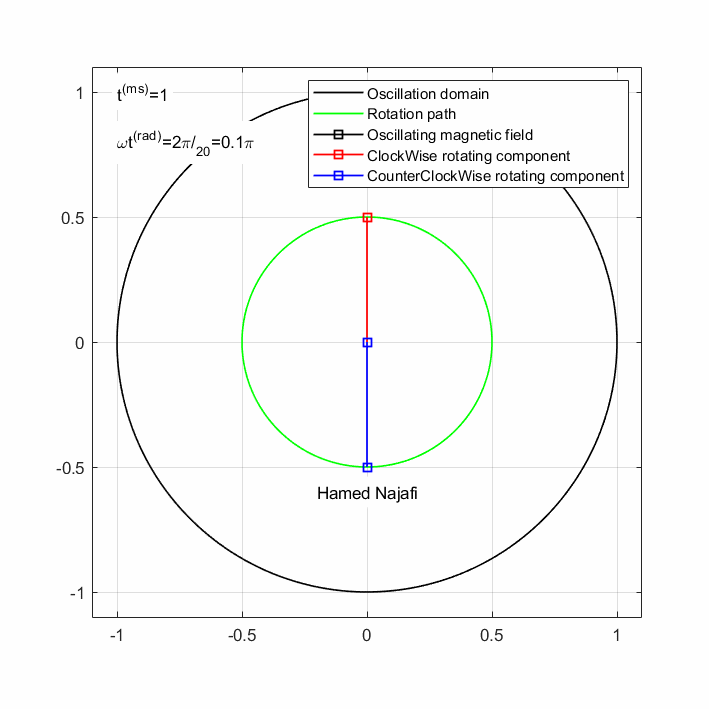 t(ms)=1
ωt(rad)=2π/20=0.1π
Oscillation domain
Rotation path
Oscillating magnetic field
ClockWise rotating component
CounterClockWise rotating component
1
0.5
0
-0.5
-1
Hamed Najafi
-1
-0.5
0
0.5
1